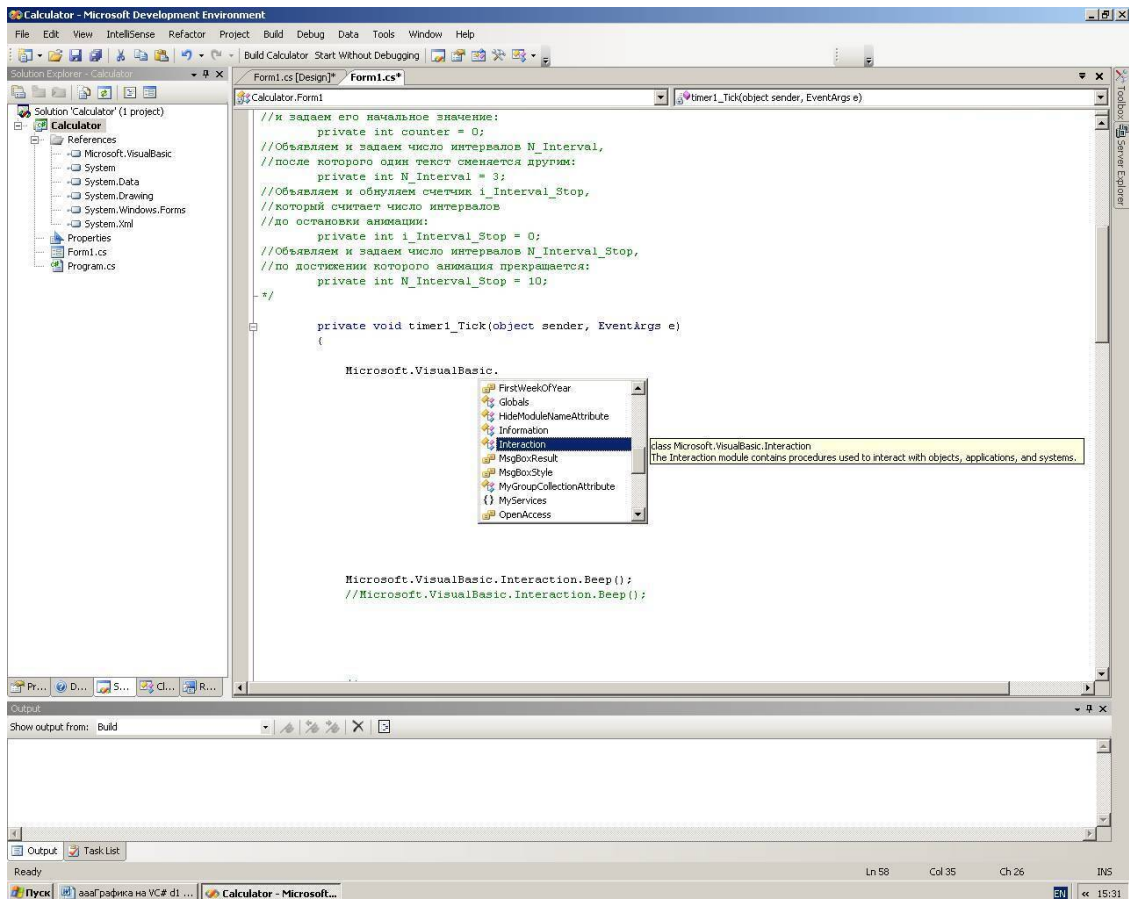 Calculator - Microsoft Development Environment
File Edit View IntelliSense Refactor Project Build Debug Data Tools Window Help
Build Calculator Start Without Debugging
Solution Explorer - Calculator
Solution 'Calculator' (1 project)
Calculator
References
Microsoft.VisualBasic
System
System.Data
System.Drawing
System.Windows.Forms
System.Xml
Properties
Form1.cs
Program.cs
Pr... D... S... Cl... R...
Form1.cs [Design]* Form1.cs*
Calculator.Form1 timer1_Tick(object sender, EventArgs e)
//и задаем его начальное значение:
private int counter = 0;
//Объявляем и задаем число интервалов N_Interval,
//после которого один текст сменяется другим:
private int N_Interval = 3;
//Объявляем и обнуляем счетчик i_Interval_Stop,
//который считает число интервалов
//до остановки анимации:
private int i_Interval_Stop = 0;
//Объявляем и задаем число интервалов N_Interval_Stop,
//по достижении которого анимация прекращается:
private int N_Interval_Stop = 10;
*/
private void timer1_Tick(object sender, EventArgs e)
{
Microsoft.VisualBasic.
FirstWeekOfYear
Globals
HideModuleNameAttribute
Information
Interaction
MsgBoxResult
MsgBoxStyle
MyGroupCollectionAttribute
{} MyServices
OpenAccess
class Microsoft.VisualBasic.Interaction
The Interaction module contains procedures used to interact with objects, applications, and systems.
Microsoft.VisualBasic.Interaction.Beep();
//Microsoft.VisualBasic.Interaction.Beep();
Toolbox
Server Explorer
Output
Show output from: Build
Output Task List
Ready Ln 58 Col 35 Ch 26 INS
Пуск аааГрафика на VC# d1 ... Calculator - Microsoft... EN « 15:31